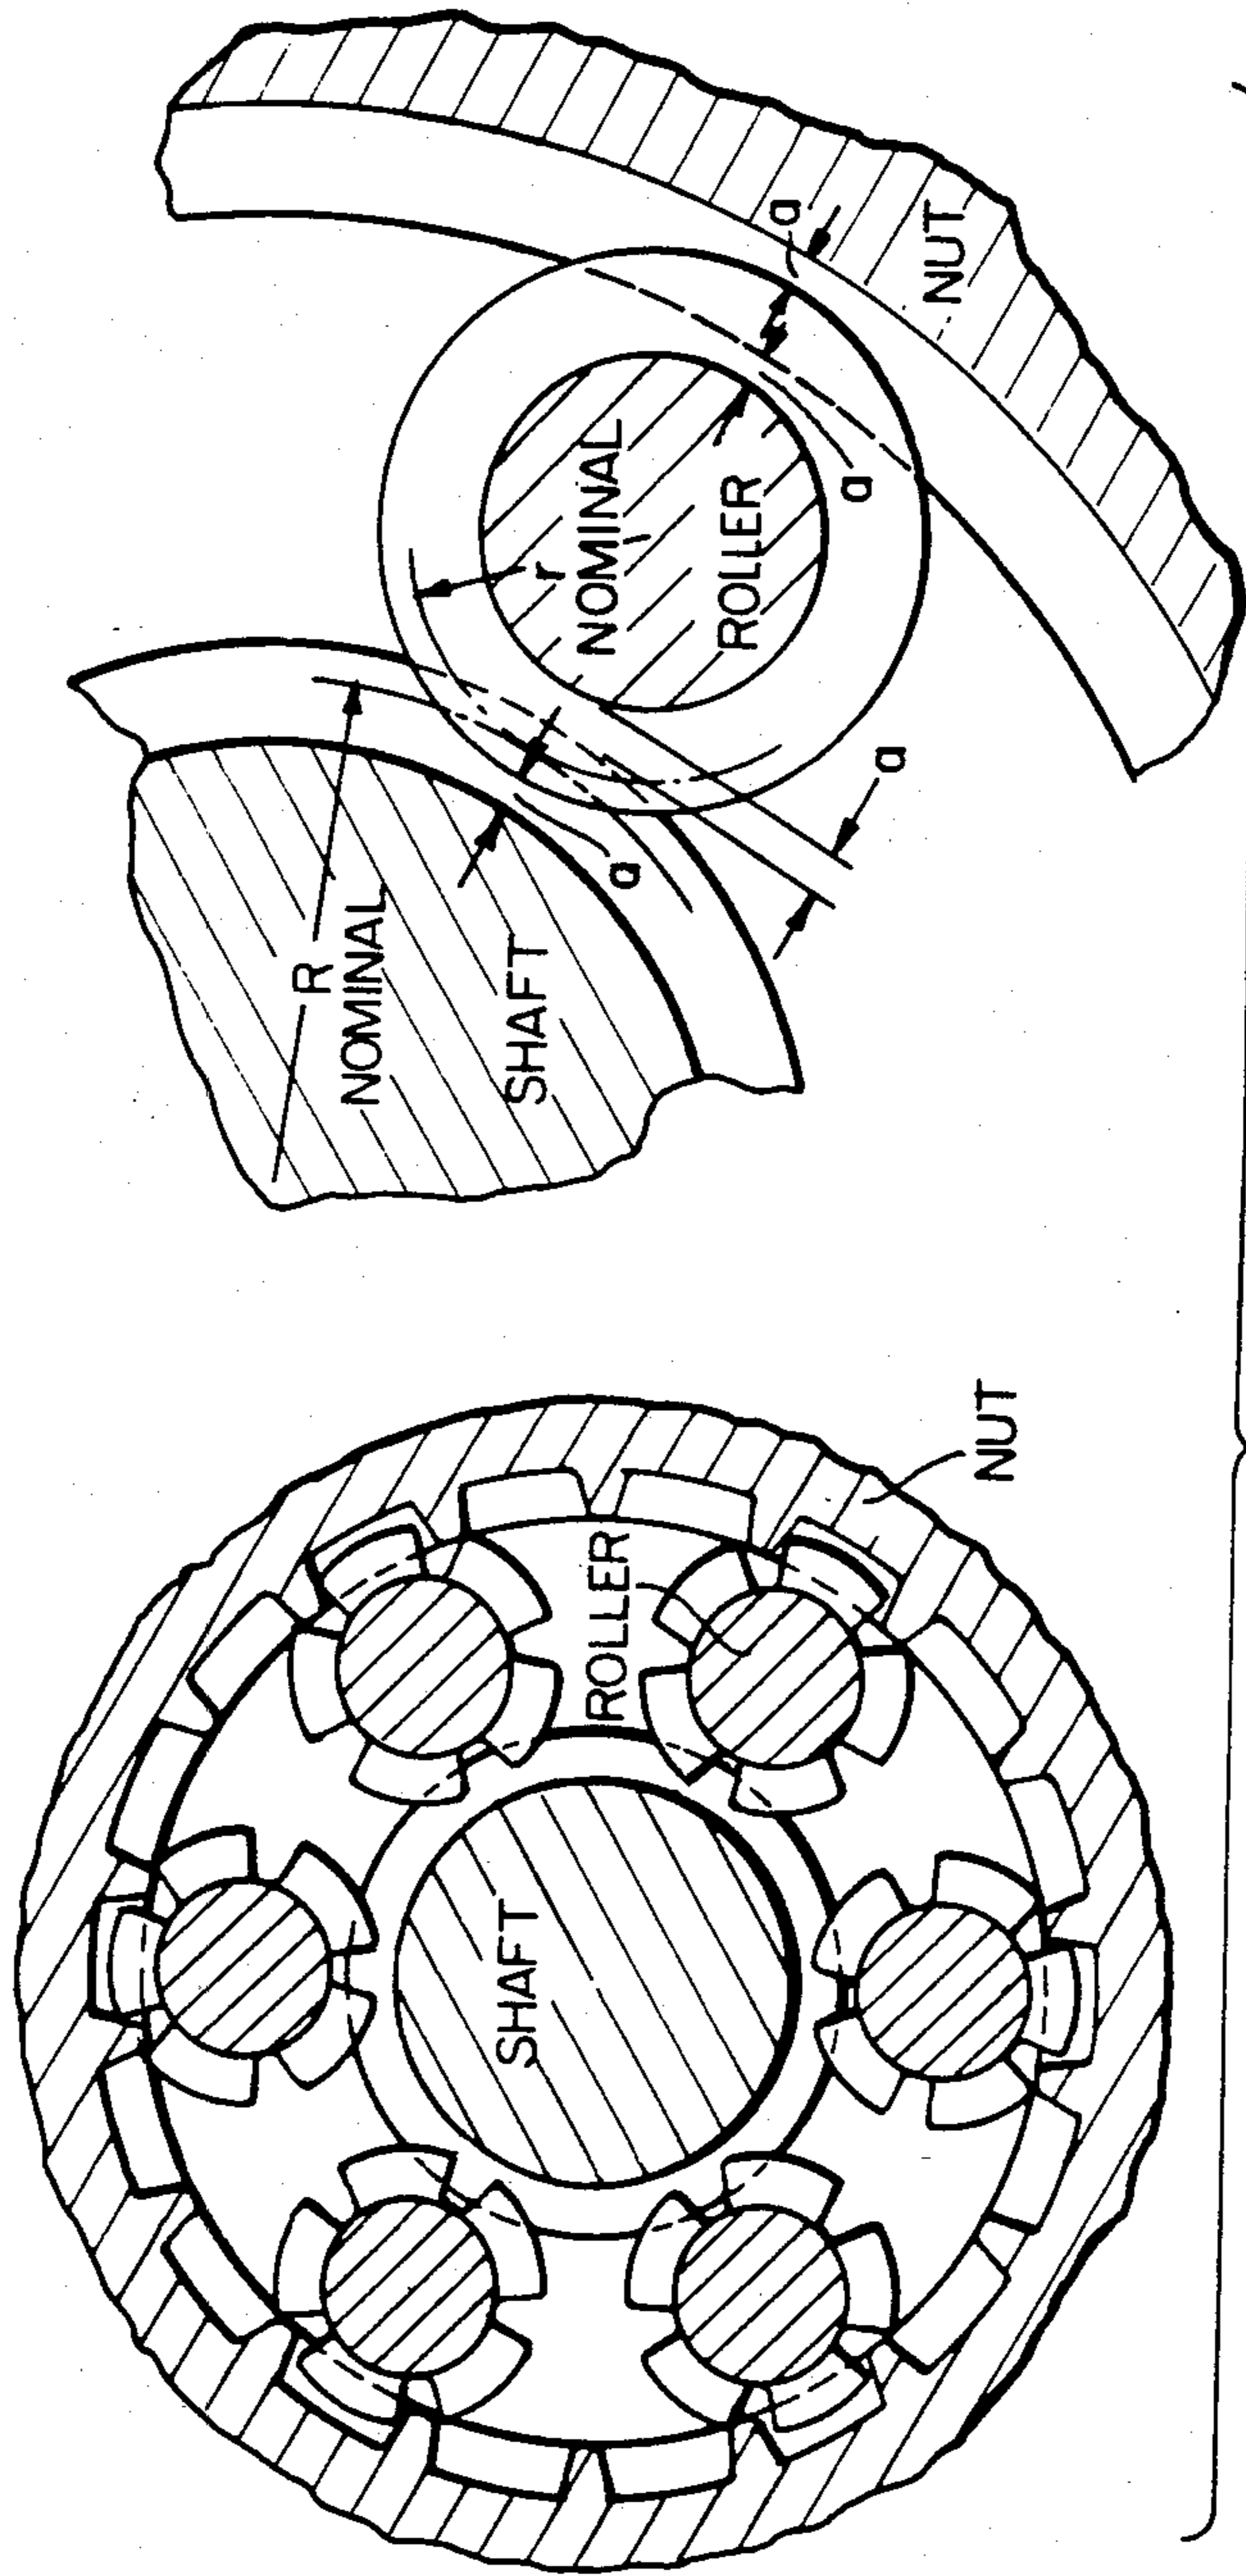 SHAFT
ROLLER
NUT
R
NOMINAL
SHAFT
r
NOMINAL
ROLLER
a
a
a
a
NUT